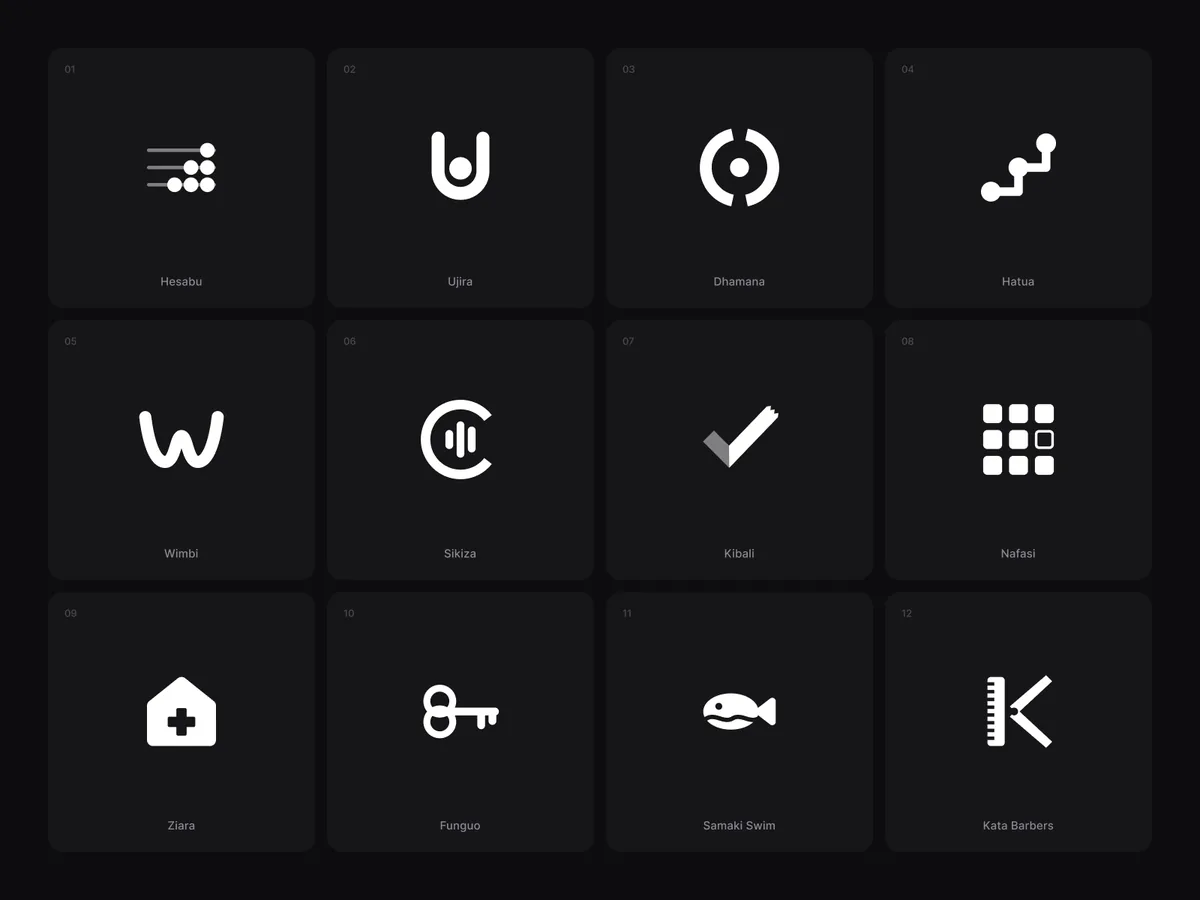 01
02
03
04
Hesabu
Ujira
Dhamana
Hatua
05
06
07
08
Wimbi
Sikiza
Kibali
Nafasi
09
10
11
12
Ziara
Funguo
Samaki Swim
Kata Barbers